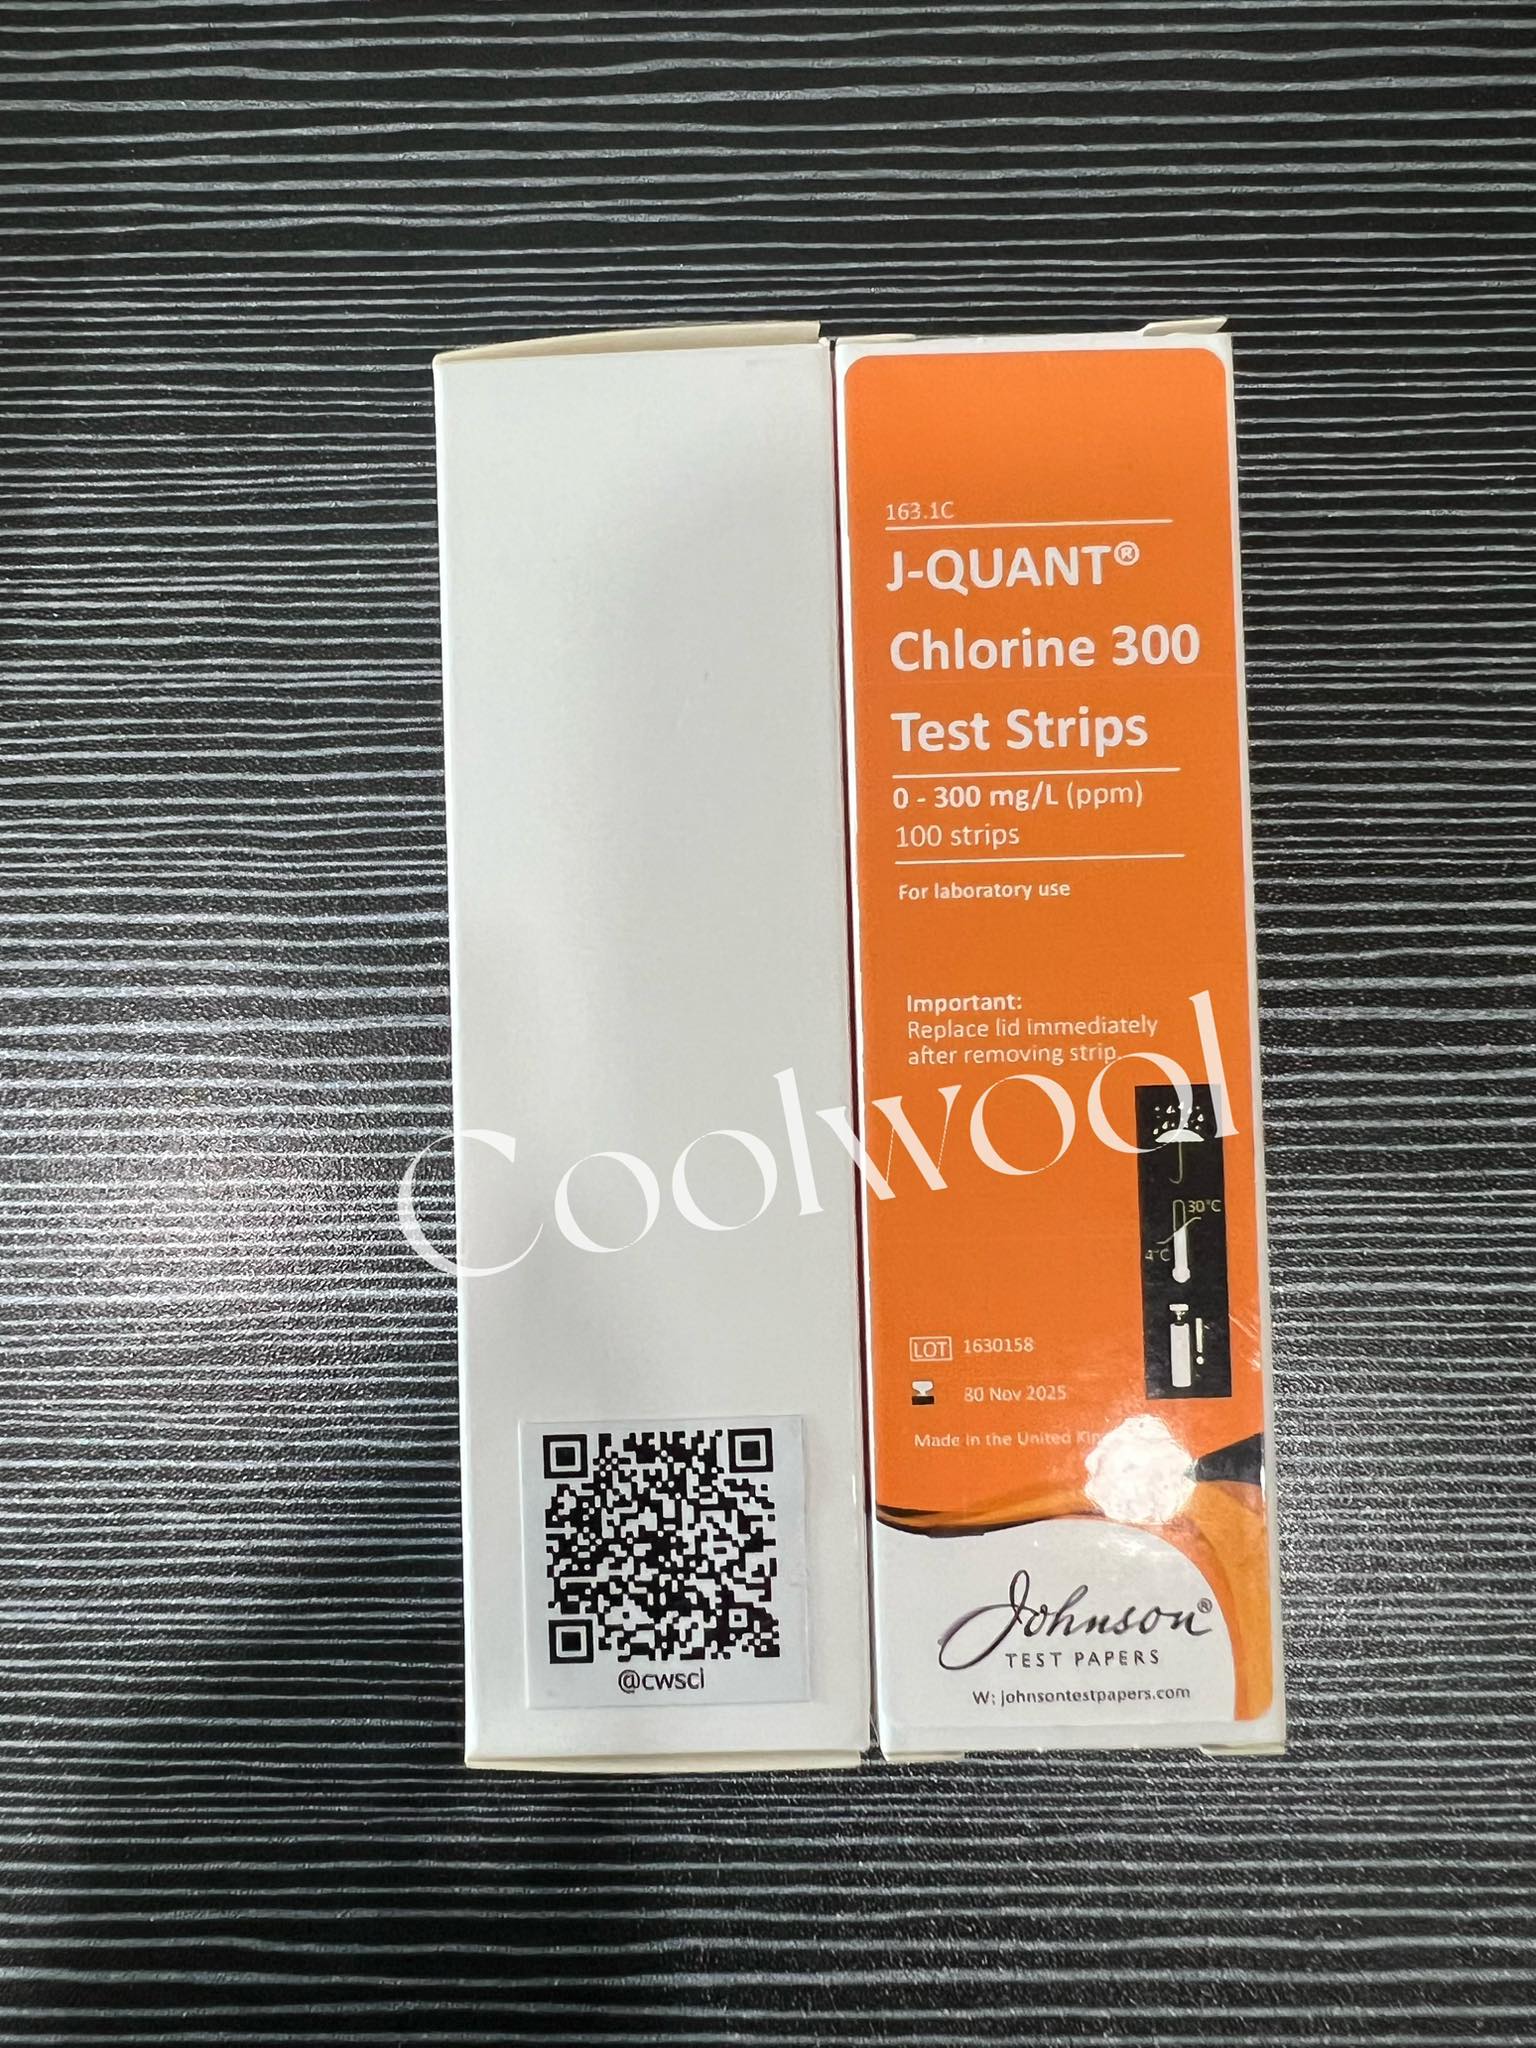 163.1C
J-QUANT®
Chlorine 300
Test Strips
0 - 300 mg/L (ppm)
100 strips
For laboratory use
Important:
Replace lid immediately
after removing strip.
Coolwool
30°C
4°C
LOT 1630158
30 Nov 2025
Made in the United
Johnson®
TEST PAPERS
W: johnsontestpapers.com
@cwscl